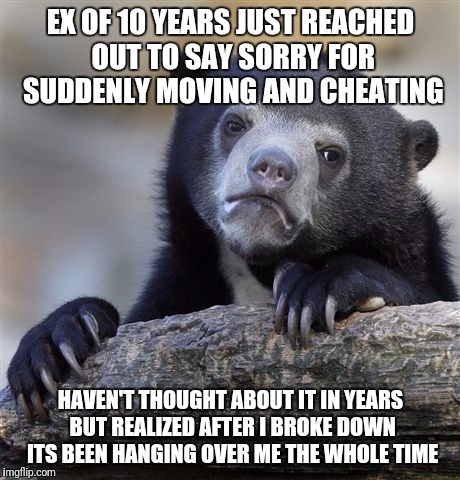 EX OF 10 YEARS JUST REACHED
OUT TO SAY SORRY FOR
SUDDENLY MOVING AND CHEATING
HAVEN'T THOUGHT ABOUT IT IN YEARS
BUT REALIZED AFTER I BROKE DOWN
ITS BEEN HANGING OVER ME THE WHOLE TIME
imgflip.com